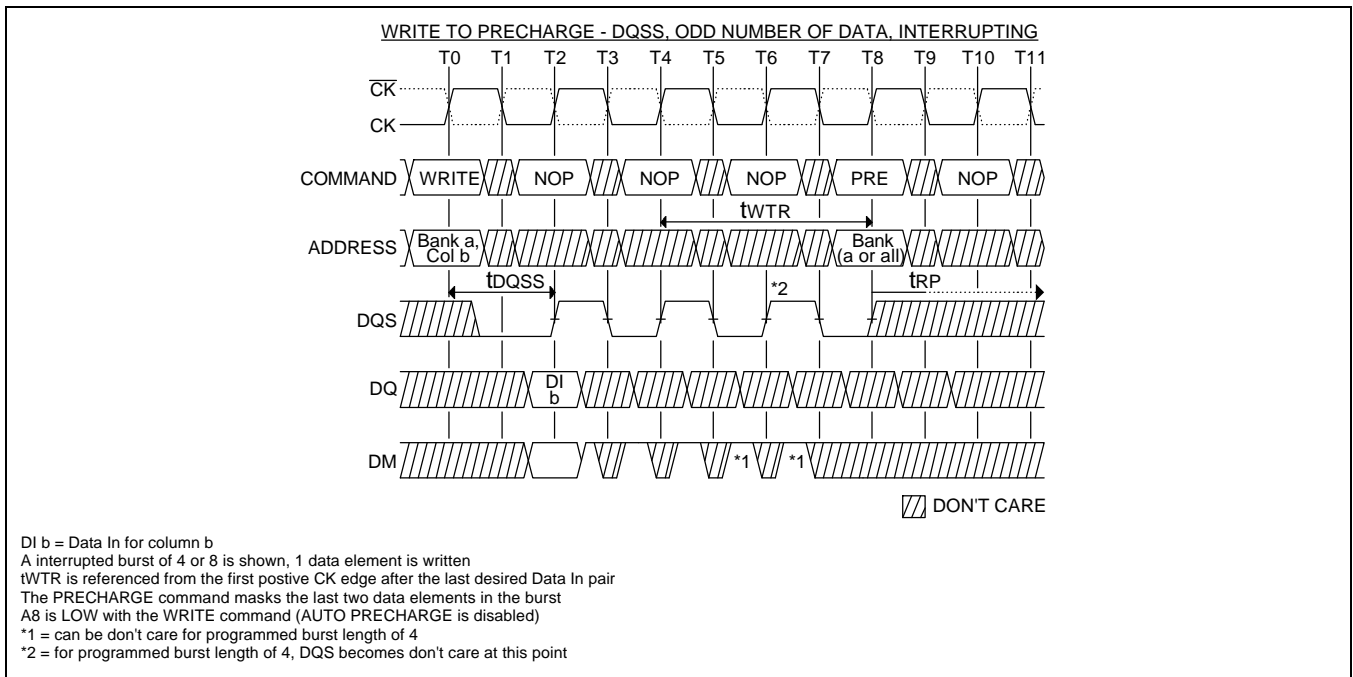 WRITE TO PRECHARGE - DQSS, ODD NUMBER OF DATA, INTERRUPTING
T0 T1 T2 T3 T4 T5 T6 T7 T8 T9 T10 T11
CK
CK
COMMAND WRITE NOP NOP NOP PRE NOP
tWTR
ADDRESS Bank a, Col b Bank (a or all)
tDQSS *2 tRP
DQS
DQ DI b
DM *1 *1
DON'T CARE
DI b = Data In for column b
A interrupted burst of 4 or 8 is shown, 1 data element is written
tWTR is referenced from the first postive CK edge after the last desired Data In pair
The PRECHARGE command masks the last two data elements in the burst
A8 is LOW with the WRITE command (AUTO PRECHARGE is disabled)
*1 = can be don't care for programmed burst length of 4
*2 = for programmed burst length of 4, DQS becomes don't care at this point